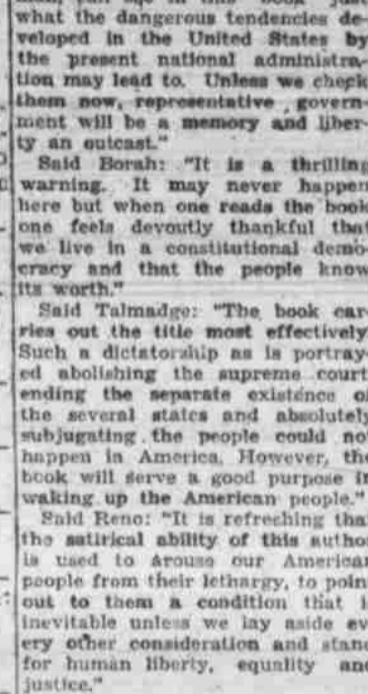 what the dangerous tendencies de-
veloped in the United States by
the present national administra-
tion may lead to. Unless we check
them now, representative govern-
ment will be a memory and liber-
ty an outcast."
Said Borah: "It is a thrilling
warning. It may never happen
here but when one reads the book
one feels devoutly thankful that
we live in a constitutional demo-
cracy and that the people know
its worth."
Said Talmadge: "The book car-
ries out the title most effectively
Such a dictatorship as is portray-
ed abolishing the supreme court
ending the separate existence of
the several states and absolutely
subjugating the people could not
happen in America. However, the
book will serve a good purpose in
waking up the American people."
Said Reno: "It is refreching that
the satirical ability of this author
is used to arouse our American
people from their lethargy, to point
out to them a condition that is
inevitable unless we lay aside ev-
ery other consideration and stand
for human liberty, equality and
justice."